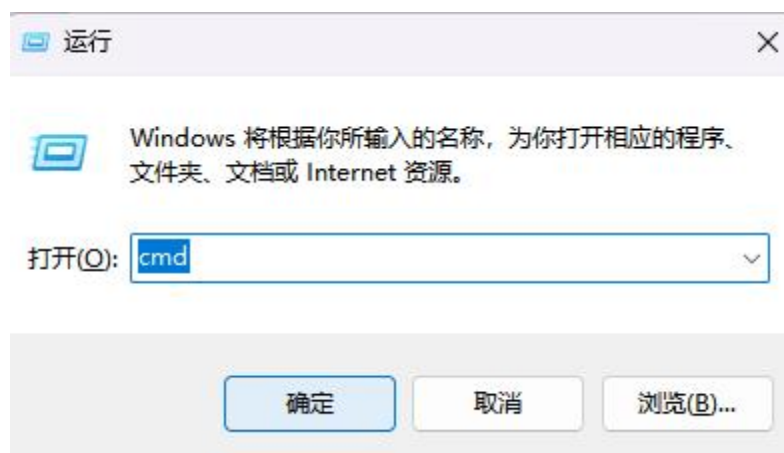 运行
Windows 将根据你所输入的名称，为你打开相应的程序、
文件夹、文档或 Internet 资源。
打开(O): cmd
确定 取消 浏览(B)...